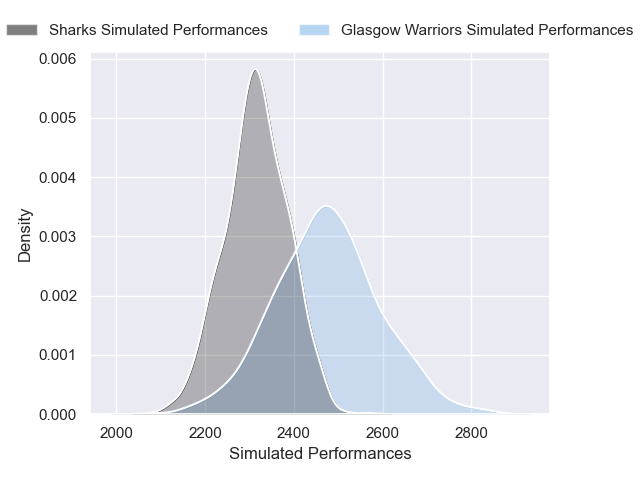 Sharks Simulated Performances
Glasgow Warriors Simulated Performances
0.006
0.005
0.004
0.003
0.002
0.001
0.000
Density
2000 2200 2400 2600 2800
Simulated Performances